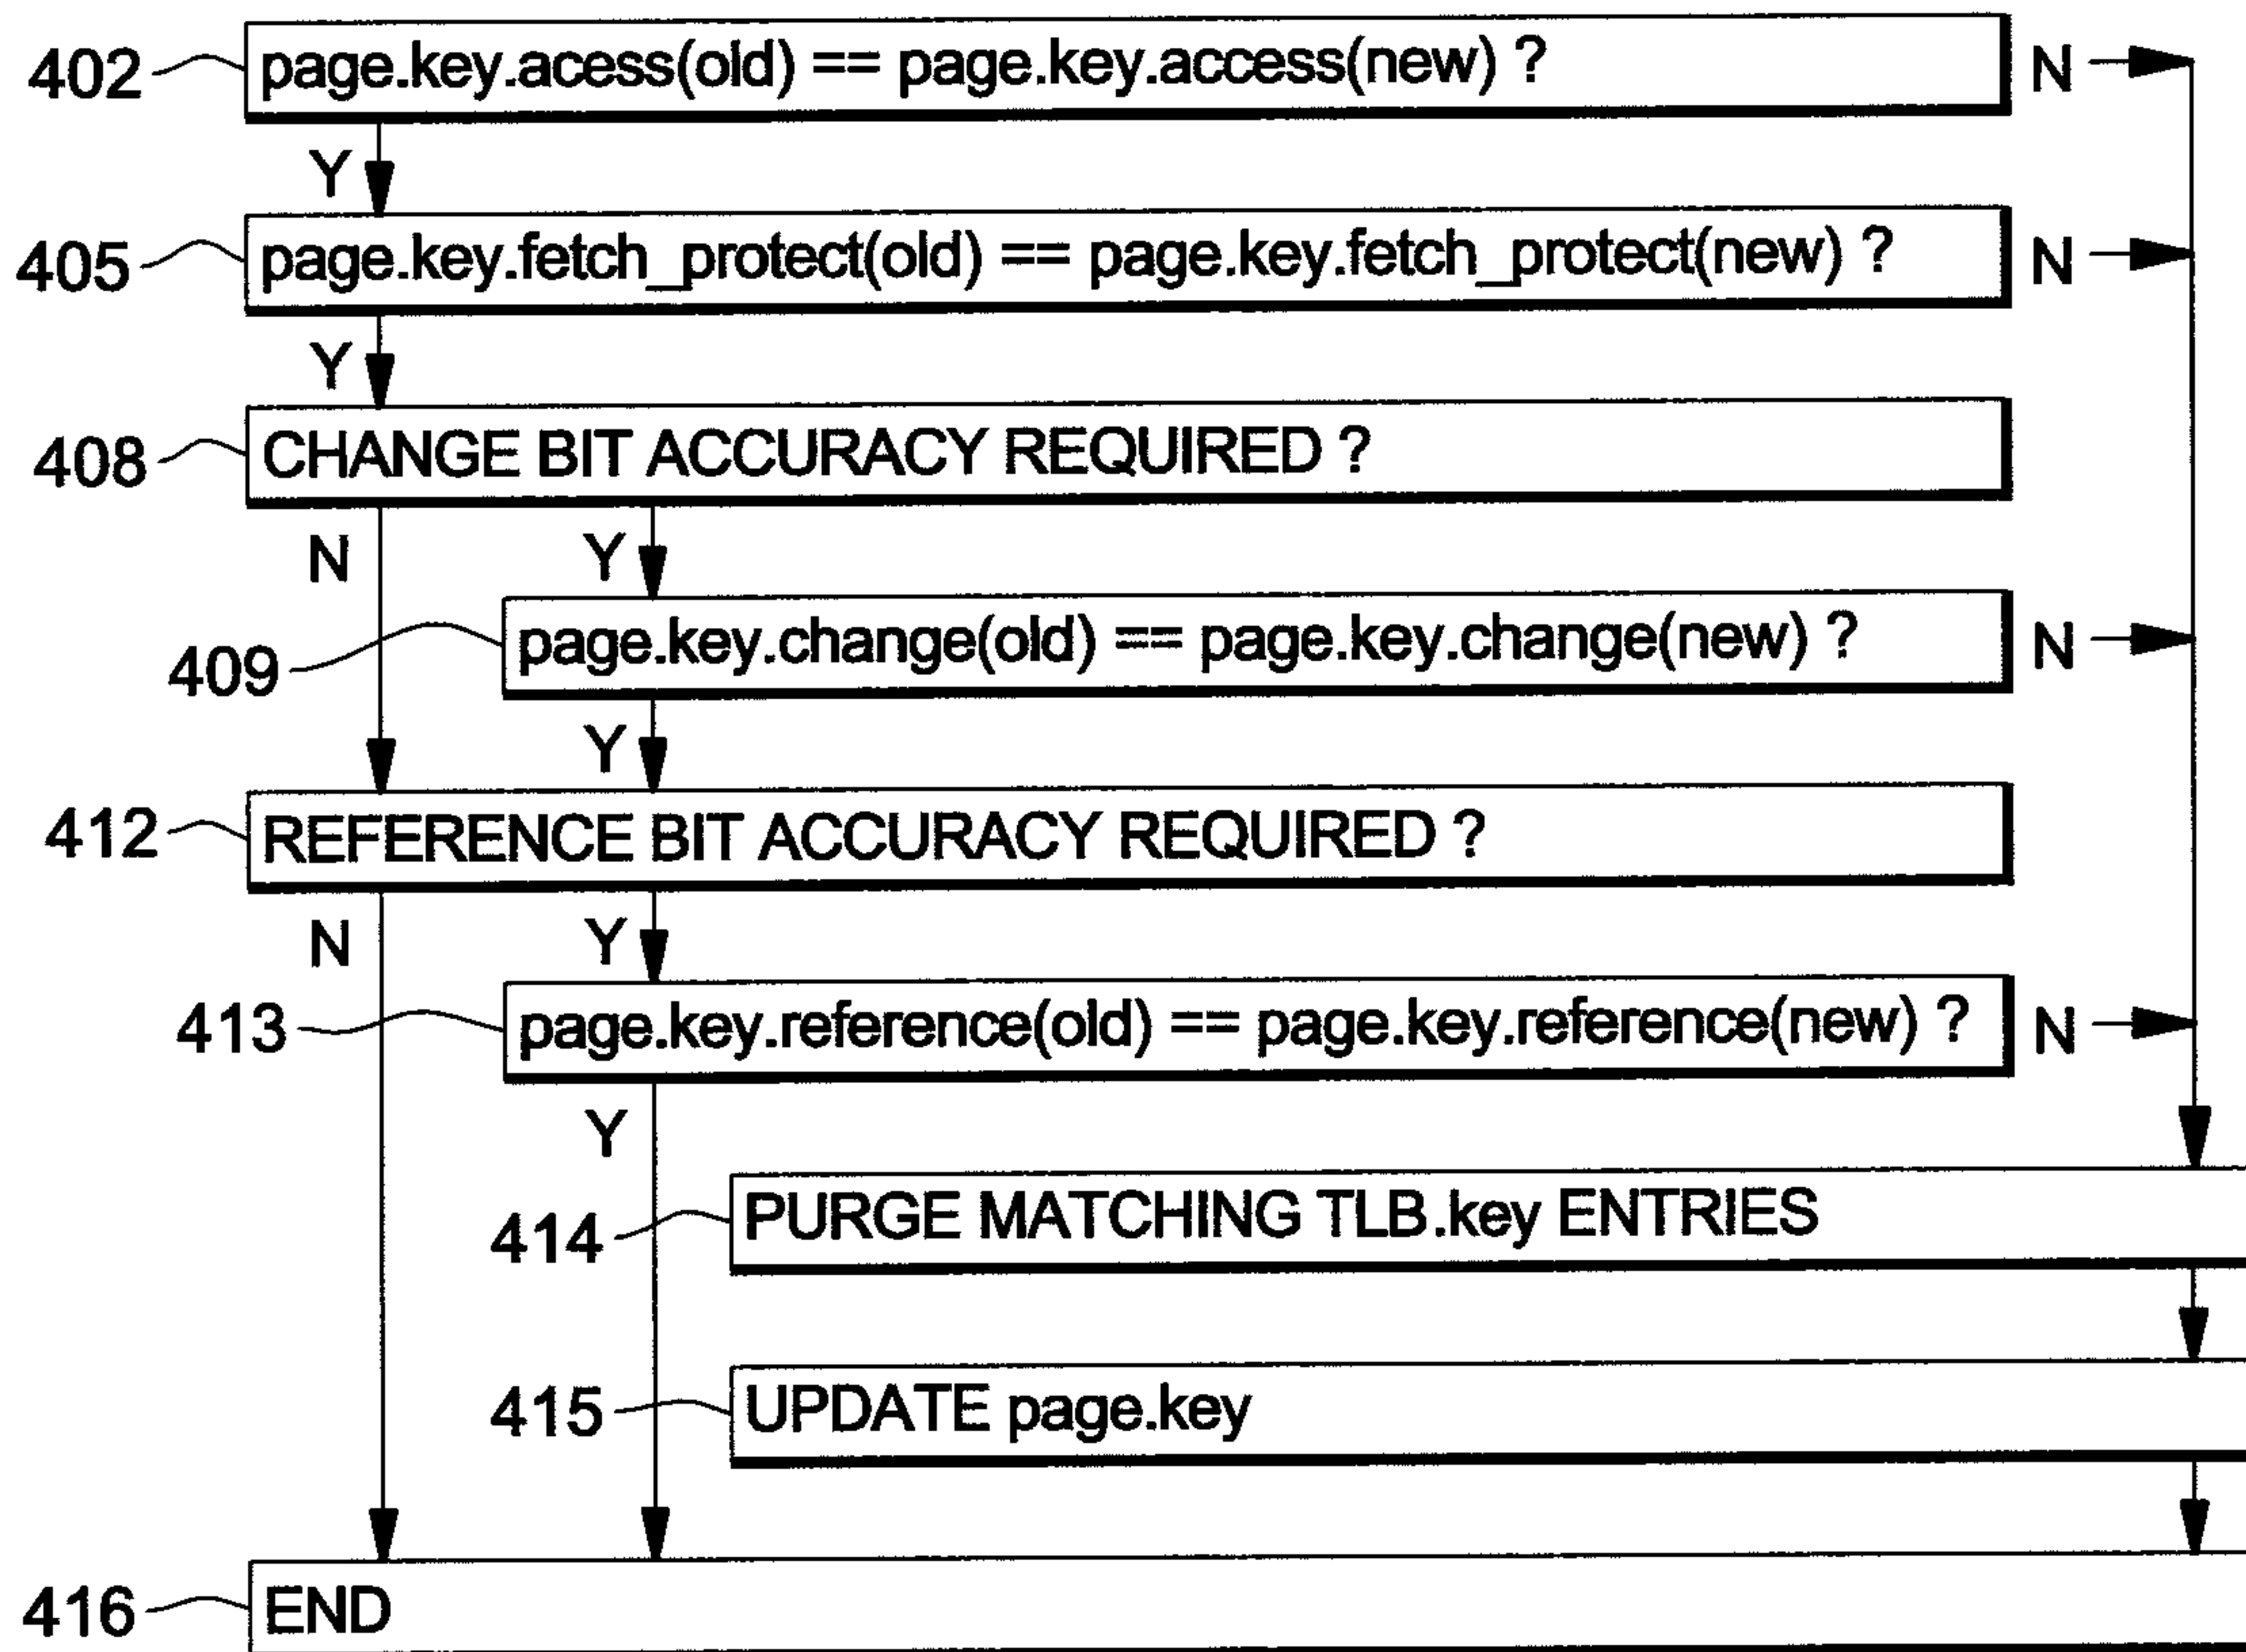 402 page.key.acess(old) == page.key.access(new) ? N
Y
405 page.key.fetch_protect(old) == page.key.fetch_protect(new) ? N
Y
408 CHANGE BIT ACCURACY REQUIRED ?
N Y
409 page.key.change(old) == page.key.change(new) ? N
Y
412 REFERENCE BIT ACCURACY REQUIRED ?
N Y
413 page.key.reference(old) == page.key.reference(new) ? N
Y
414 PURGE MATCHING TLB.key ENTRIES
415 UPDATE page.key
416 END